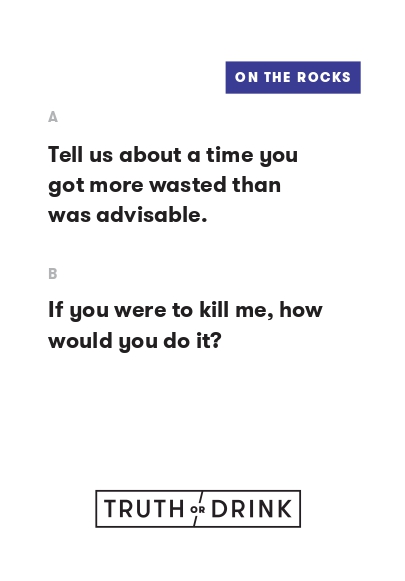 ON THE ROCKS
A
Tell us about a time you
got more wasted than
was advisable.
B
If you were to kill me, how
would you do it?
TRUTH OR DRINK